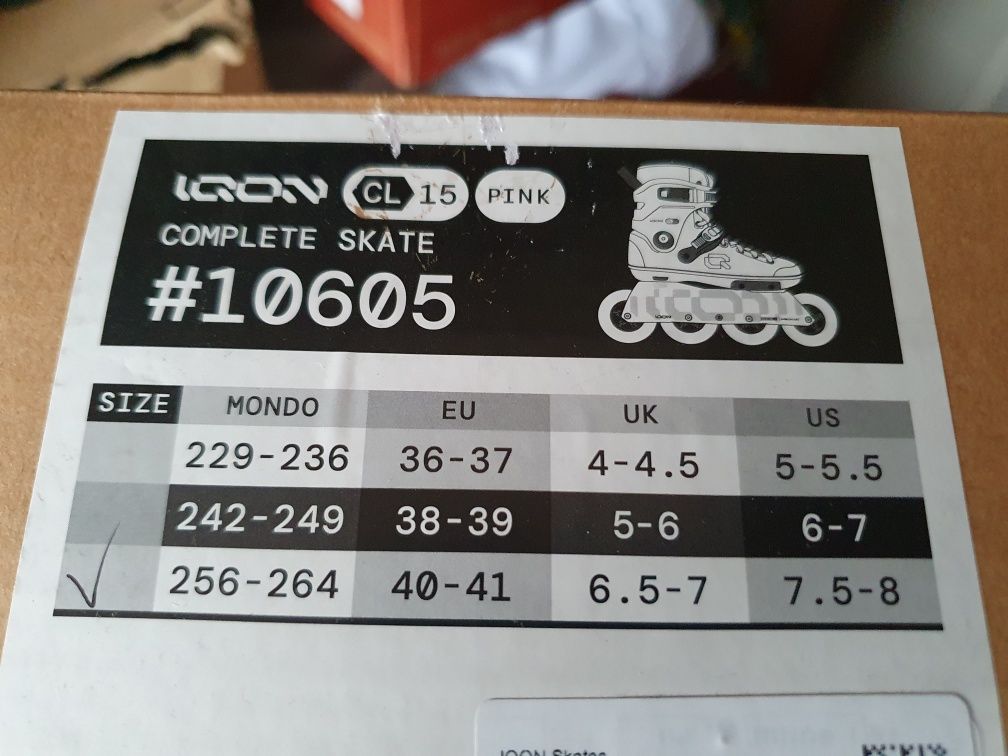 IQON CL 15 PINK
COMPLETE SKATE
#10605
SIZE MONDO EU UK US
229-236 36-37 4-4.5 5-5.5
242-249 38-39 5-6 6-7
256-264 40-41 6.5-7 7.5-8
IQON Skates